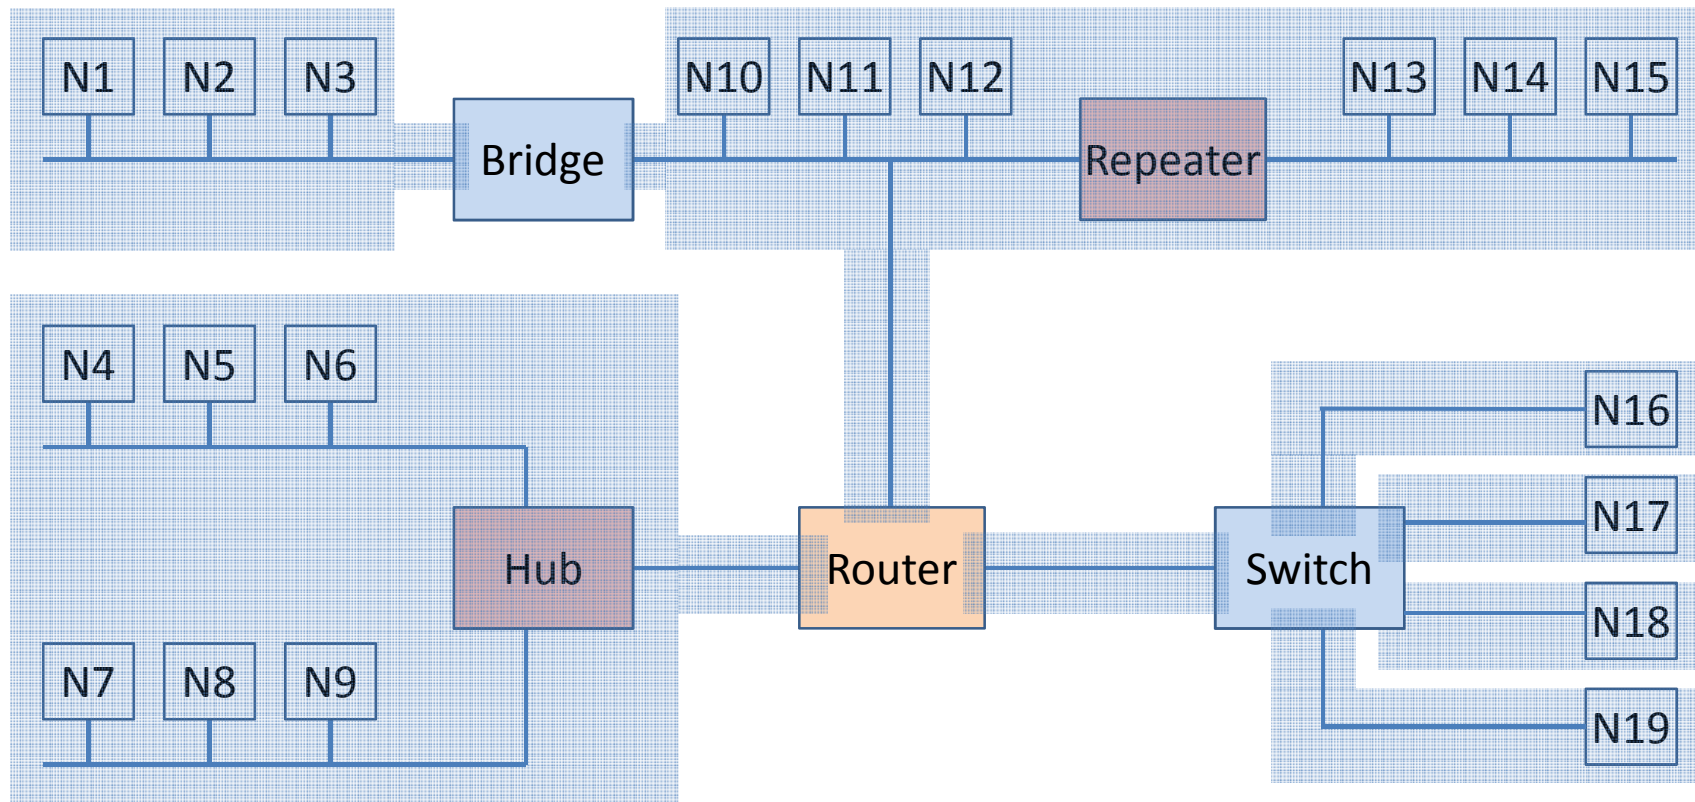 N1 N2 N3 N10 N11 N12 N13 N14 N15
Bridge Repeater
N4 N5 N6
N16
N17
Hub Router Switch
N18
N7 N8 N9
N19